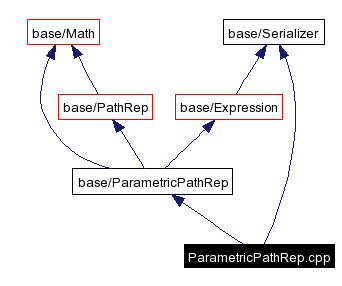 base/Math
base/Serializer
base/PathRep
base/Expression
base/ParametricPathRep
ParametricPathRep.cpp